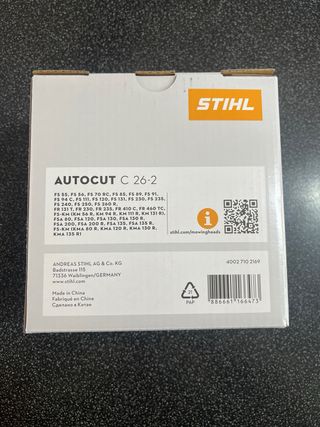 STIHL
AUTOCUT C 26-2
FS 55, FS 56, FS 70 RC, FS 85, FS 89, FS 91,
FS 94 C, FS 111, FS 120, FS 131, FS 230, FS 235,
FS 240, FS 250, FS 260 R,
FR 131 T, FR 230, FR 235, FR 410 C, FR 460 TC,
FS-KM (KM 56 R, KM 94 R, KM 111 R, KM 131 R),
FSA 80, FSA 120, FSA 130, FSA 130 R,
FSA 200, FSA 200 R, FSA 135, FSA 135 R,
FS-KM (KMA 80 R, KMA 120 R, KMA 130 R,
KMA 135 R)
stihl.com/mowingheads
ANDREAS STIHL AG & Co. KG
Badstrasse 115
71336 Waiblingen/GERMANY
www.stihl.com
4002 710 2169
Made in China
Fabriqué en Chine
Сделано в Китае
21
PAP
886661166473